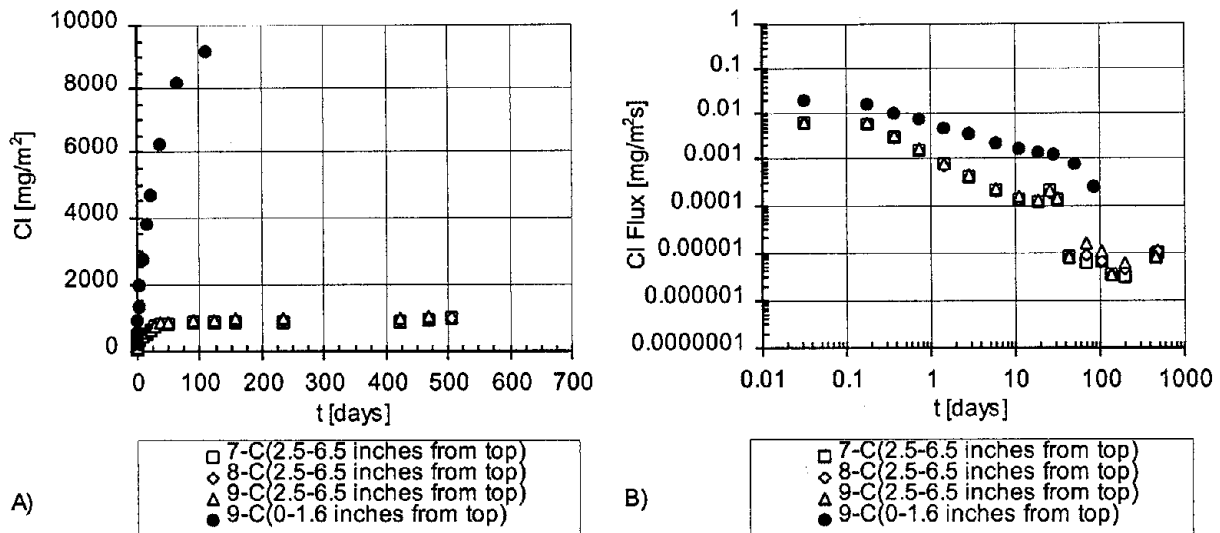 10000
8000
6000
4000
2000
0
Cl [mg/m²]
0 100 200 300 400 500 600 700
t [days]
□ 7-C(2.5-6.5 inches from top)
◇ 8-C(2.5-6.5 inches from top)
△ 9-C(2.5-6.5 inches from top)
● 9-C(0-1.6 inches from top)
A)
1
0.1
0.01
0.001
0.0001
0.00001
0.000001
0.0000001
Cl Flux [mg/m²s]
0.01 0.1 1 10 100 1000
t [days]
□ 7-C(2.5-6.5 inches from top)
◇ 8-C(2.5-6.5 inches from top)
△ 9-C(2.5-6.5 inches from top)
● 9-C(0-1.6 inches from top)
B)